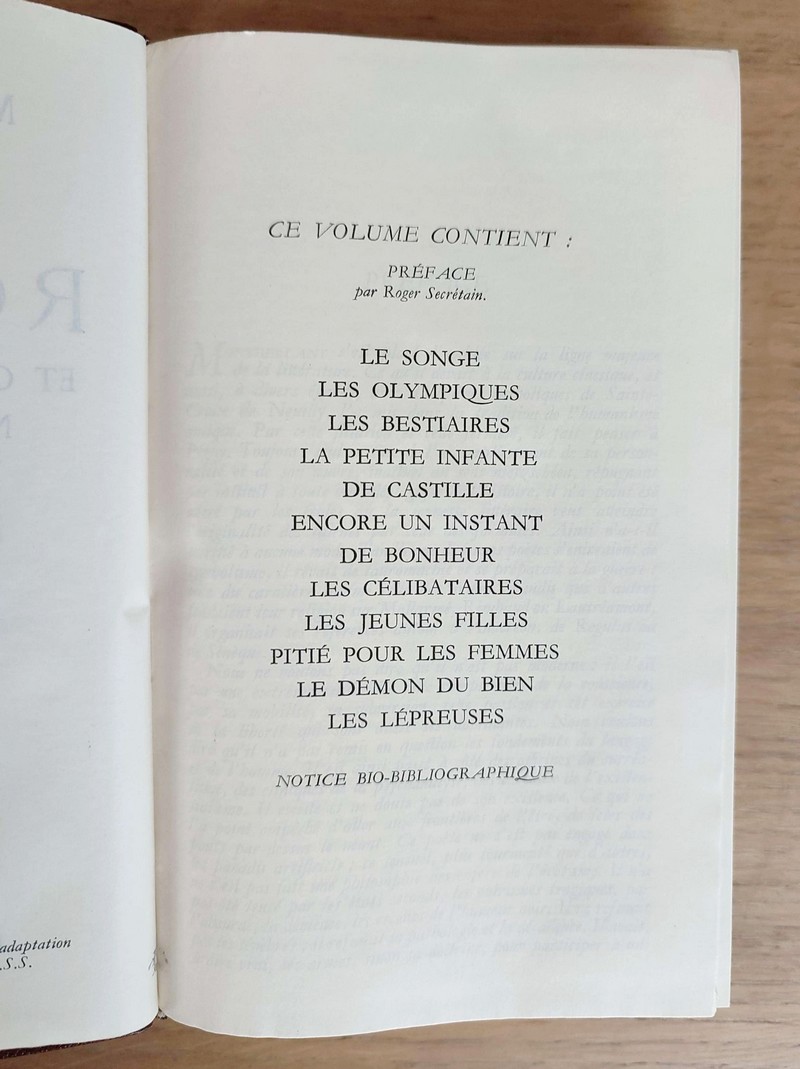 CE VOLUME CONTIENT :
PRÉFACE
par Roger Secrétain.
LE SONGE
LES OLYMPIQUES
LES BESTIAIRES
LA PETITE INFANTE
DE CASTILLE
ENCORE UN INSTANT
DE BONHEUR
LES CÉLIBATAIRES
LES JEUNES FILLES
PITIÉ POUR LES FEMMES
LE DÉMON DU BIEN
LES LÉPREUSES
NOTICE BIO-BIBLIOGRAPHIQUE
adaptation
.S.S.